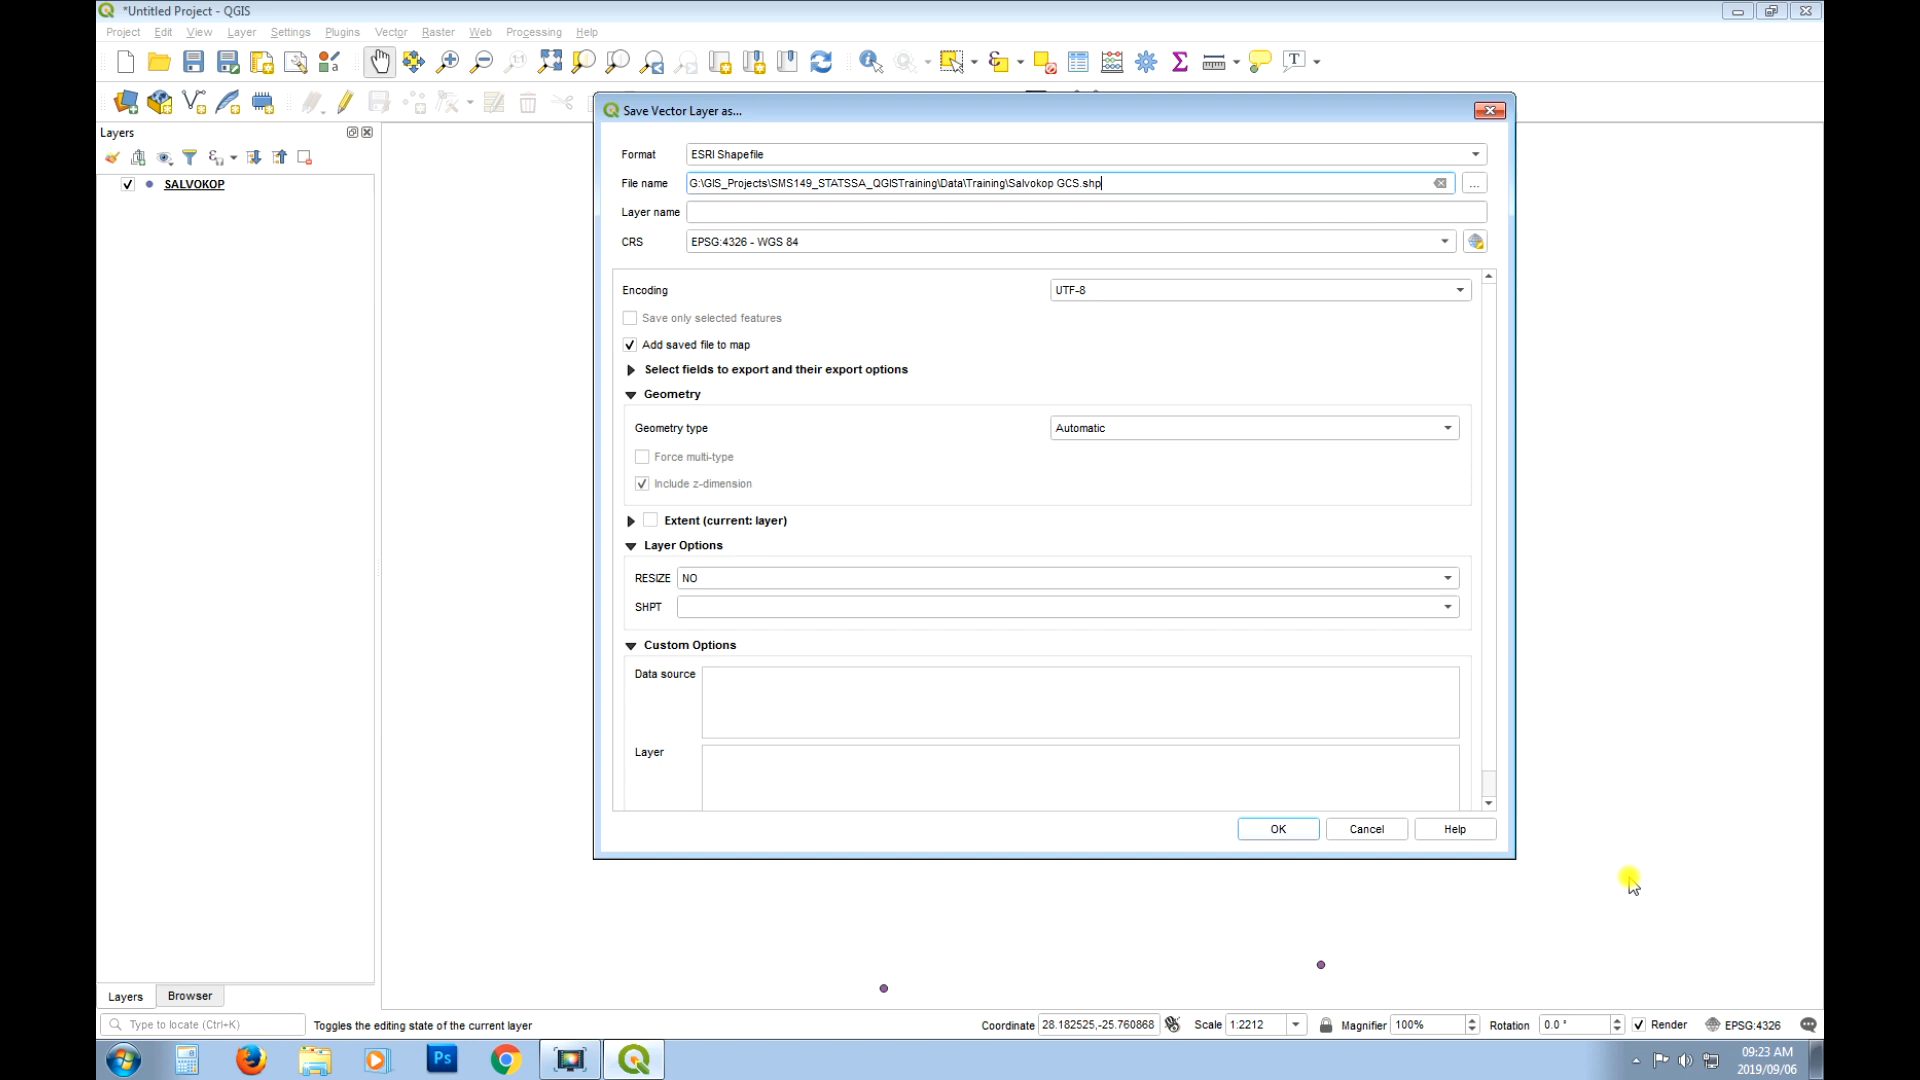 *Untitled Project - QGIS
Project Edit View Layer Settings Plugins Vector Raster Web Processing Help
Layers
SALVOKOP
Save Vector Layer as...
Format ESRI Shapefile
File name G:\GIS_Projects\SMS149_STATSSA_QGISTraining\Data\Training\Salvokop GCS.shp
...
Layer name
CRS EPSG:4326 - WGS 84
Encoding UTF-8
Save only selected features
Add saved file to map
Select fields to export and their export options
Geometry
Geometry type Automatic
Force multi-type
Include z-dimension
Extent (current: layer)
Layer Options
RESIZE NO
SHPT
Custom Options
Data source
Layer
OK Cancel Help
Layers Browser
Type to locate (Ctrl+K) Toggles the editing state of the current layer Coordinate 28.182525,-25.760868 Scale 1:2212 Magnifier 100% Rotation 0.0 ° Render EPSG:4326
Ps
09:23 AM
2019/09/06